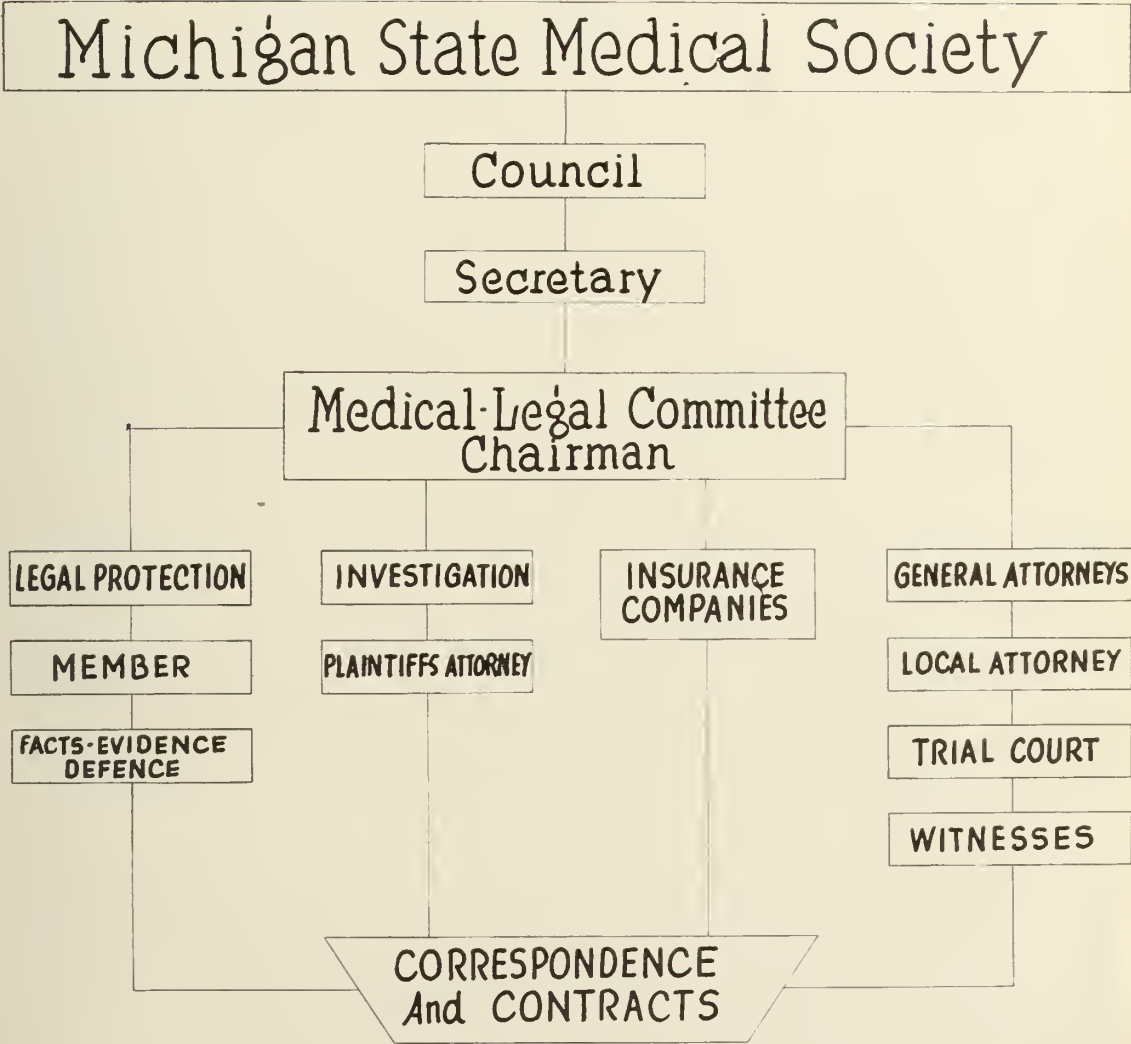 Michigan State Medical Society
Council
Secretary
Medical-Legal Committee
Chairman
LEGAL PROTECTION
MEMBER
FACTS-EVIDENCE
DEFENCE
INVESTIGATION
PLAINTIFFS ATTORNEY
INSURANCE
COMPANIES
GENERAL ATTORNEYS
LOCAL ATTORNEY
TRIAL COURT
WITNESSES
CORRESPONDENCE
And CONTRACTS